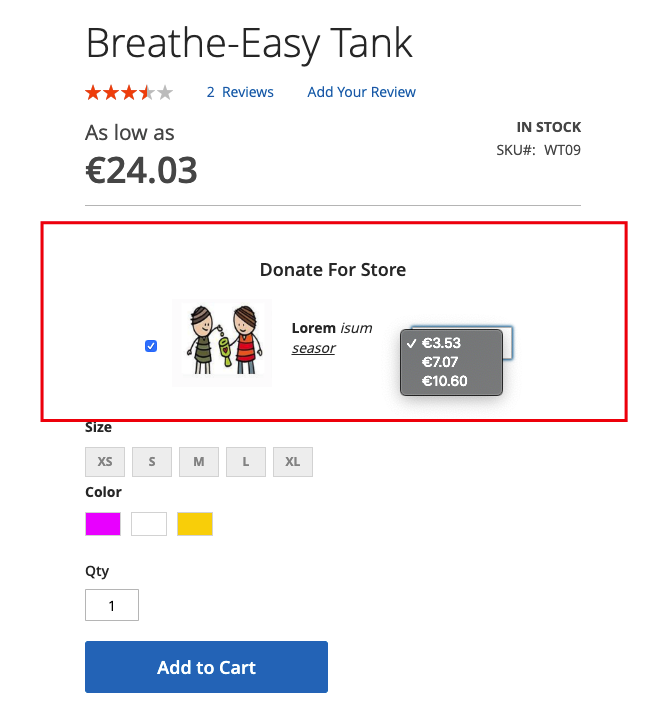 Breathe-Easy Tank
2 Reviews Add Your Review
As low as
IN STOCK
€24.03
SKU#: WT09
Donate For Store
Lorem isum
seasor
✓ €3.53
€7.07
€10.60
Size
XS S M L XL
Color
Qty
1
Add to Cart